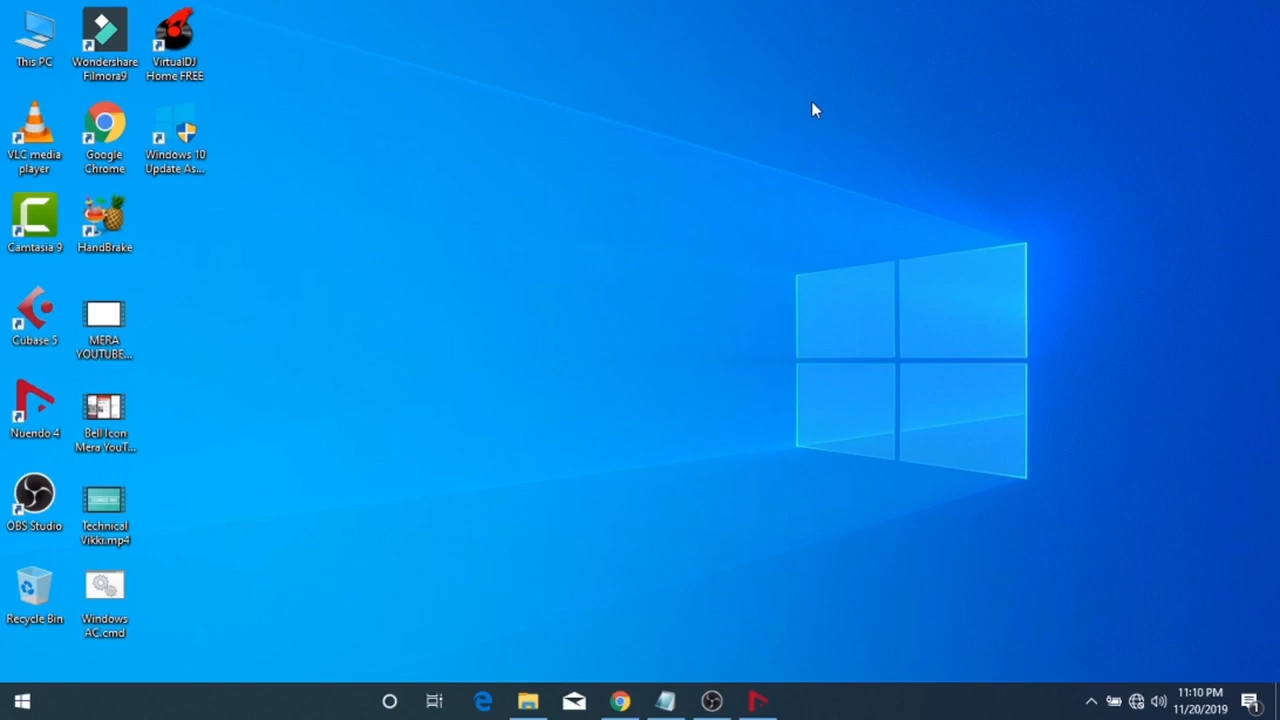 This PC
Wondershare
Filmora9
VirtualDJ
Home FREE
VLC media
player
Google
Chrome
Windows 10
Update As...
Camtasia 9
HandBrake
Cubase 5
MERA
YOUTUBE...
Nuendo 4
Bell Icon
Mera YouT...
OBS Studio
Technical
Vikki.mp4
Recycle Bin
Windows
AC.cmd
11:10 PM
11/20/2019
1